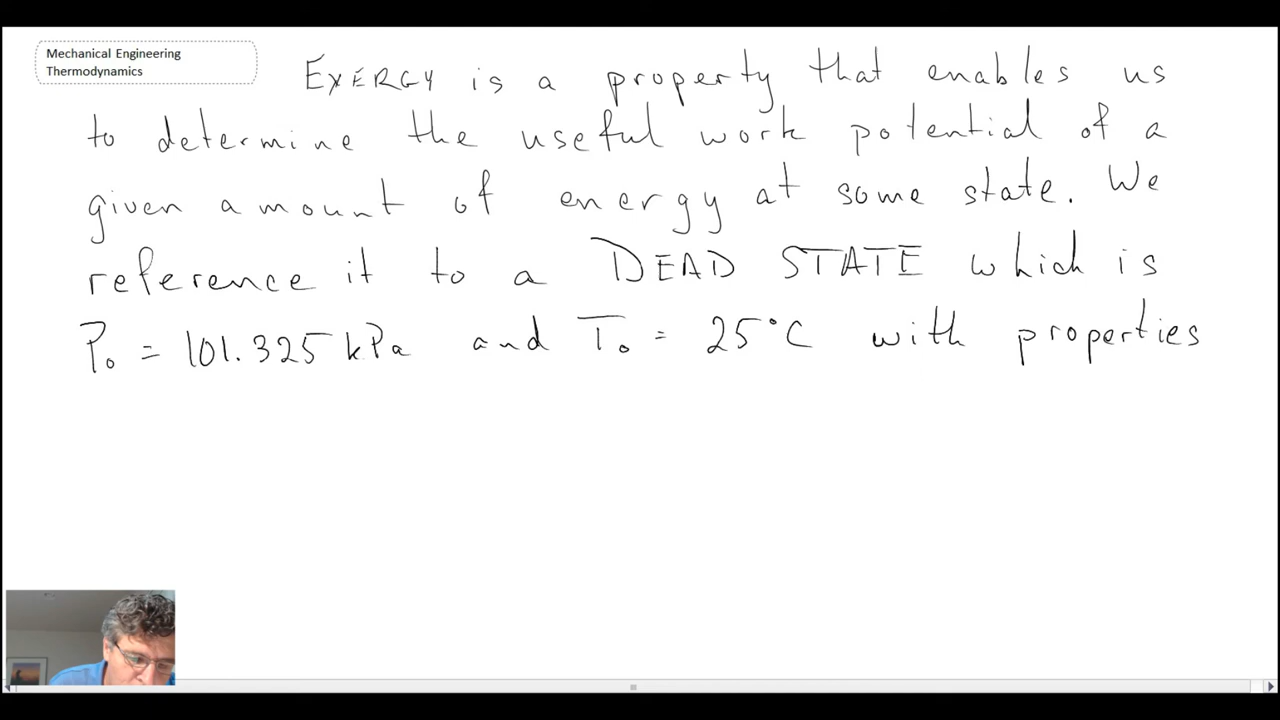 Mechanical Engineering
Thermodynamics
EXERGY is a property that enables us
to determine the useful work potential of a
given amount of energy at some state. We
reference it to a DEAD STATE which is
P₀ = 101.325 kPa and T₀ = 25°C with properties